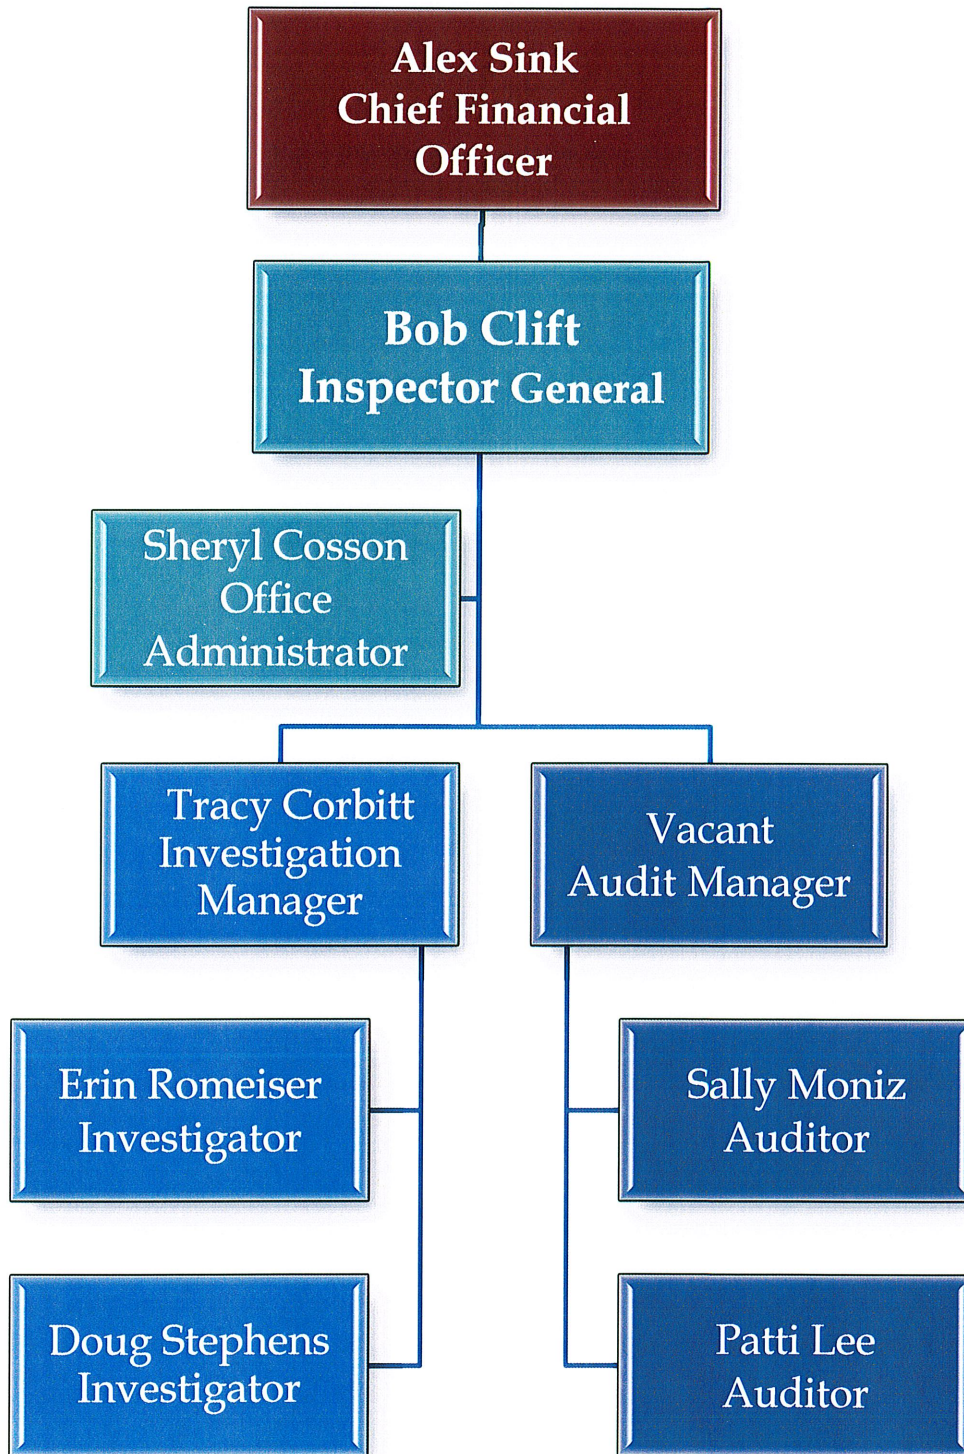 Alex Sink
Chief Financial
Officer
Bob Clift
Inspector General
Sheryl Cosson
Office
Administrator
Tracy Corbitt
Investigation
Manager
Vacant
Audit Manager
Erin Romeiser
Investigator
Sally Moniz
Auditor
Doug Stephens
Investigator
Patti Lee
Auditor